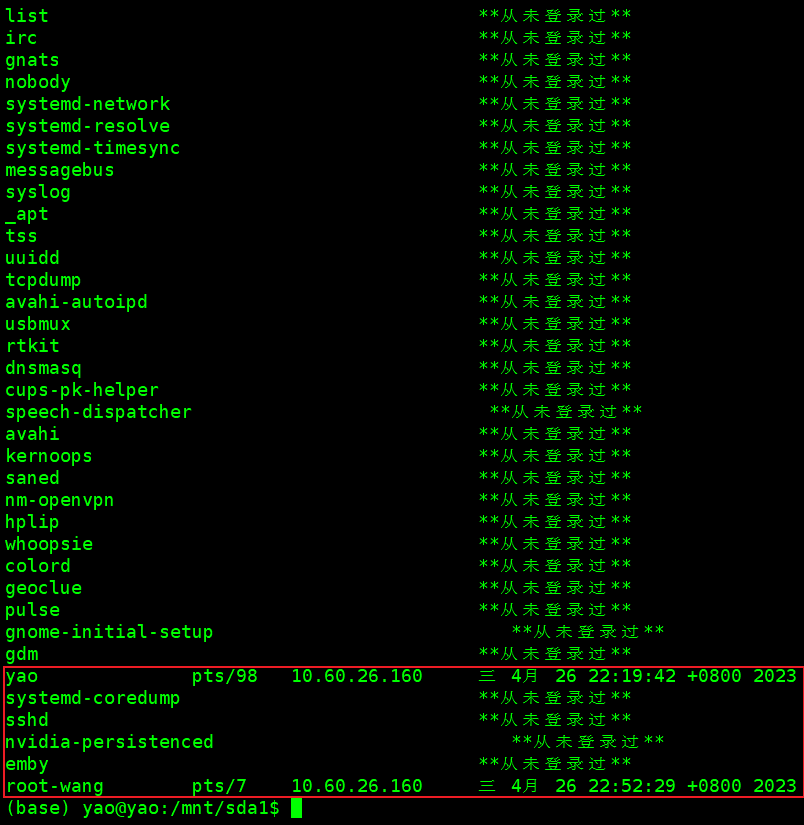 list **从未登录过**
irc **从未登录过**
gnats **从未登录过**
nobody **从未登录过**
systemd-network **从未登录过**
systemd-resolve **从未登录过**
systemd-timesync **从未登录过**
messagebus **从未登录过**
syslog **从未登录过**
_apt **从未登录过**
tss **从未登录过**
uuidd **从未登录过**
tcpdump **从未登录过**
avahi-autoipd **从未登录过**
usbmux **从未登录过**
rtkit **从未登录过**
dnsmasq **从未登录过**
cups-pk-helper **从未登录过**
speech-dispatcher **从未登录过**
avahi **从未登录过**
kernoops **从未登录过**
saned **从未登录过**
nm-openvpn **从未登录过**
hplip **从未登录过**
whoopsie **从未登录过**
colord **从未登录过**
geoclue **从未登录过**
pulse **从未登录过**
gnome-initial-setup **从未登录过**
gdm **从未登录过**
yao pts/98 10.60.26.160 三 4月 26 22:19:42 +0800 2023
systemd-coredump **从未登录过**
sshd **从未登录过**
nvidia-persistenced **从未登录过**
emby **从未登录过**
root-wang pts/7 10.60.26.160 三 4月 26 22:52:29 +0800 2023
(base) yao@yao:/mnt/sda1$